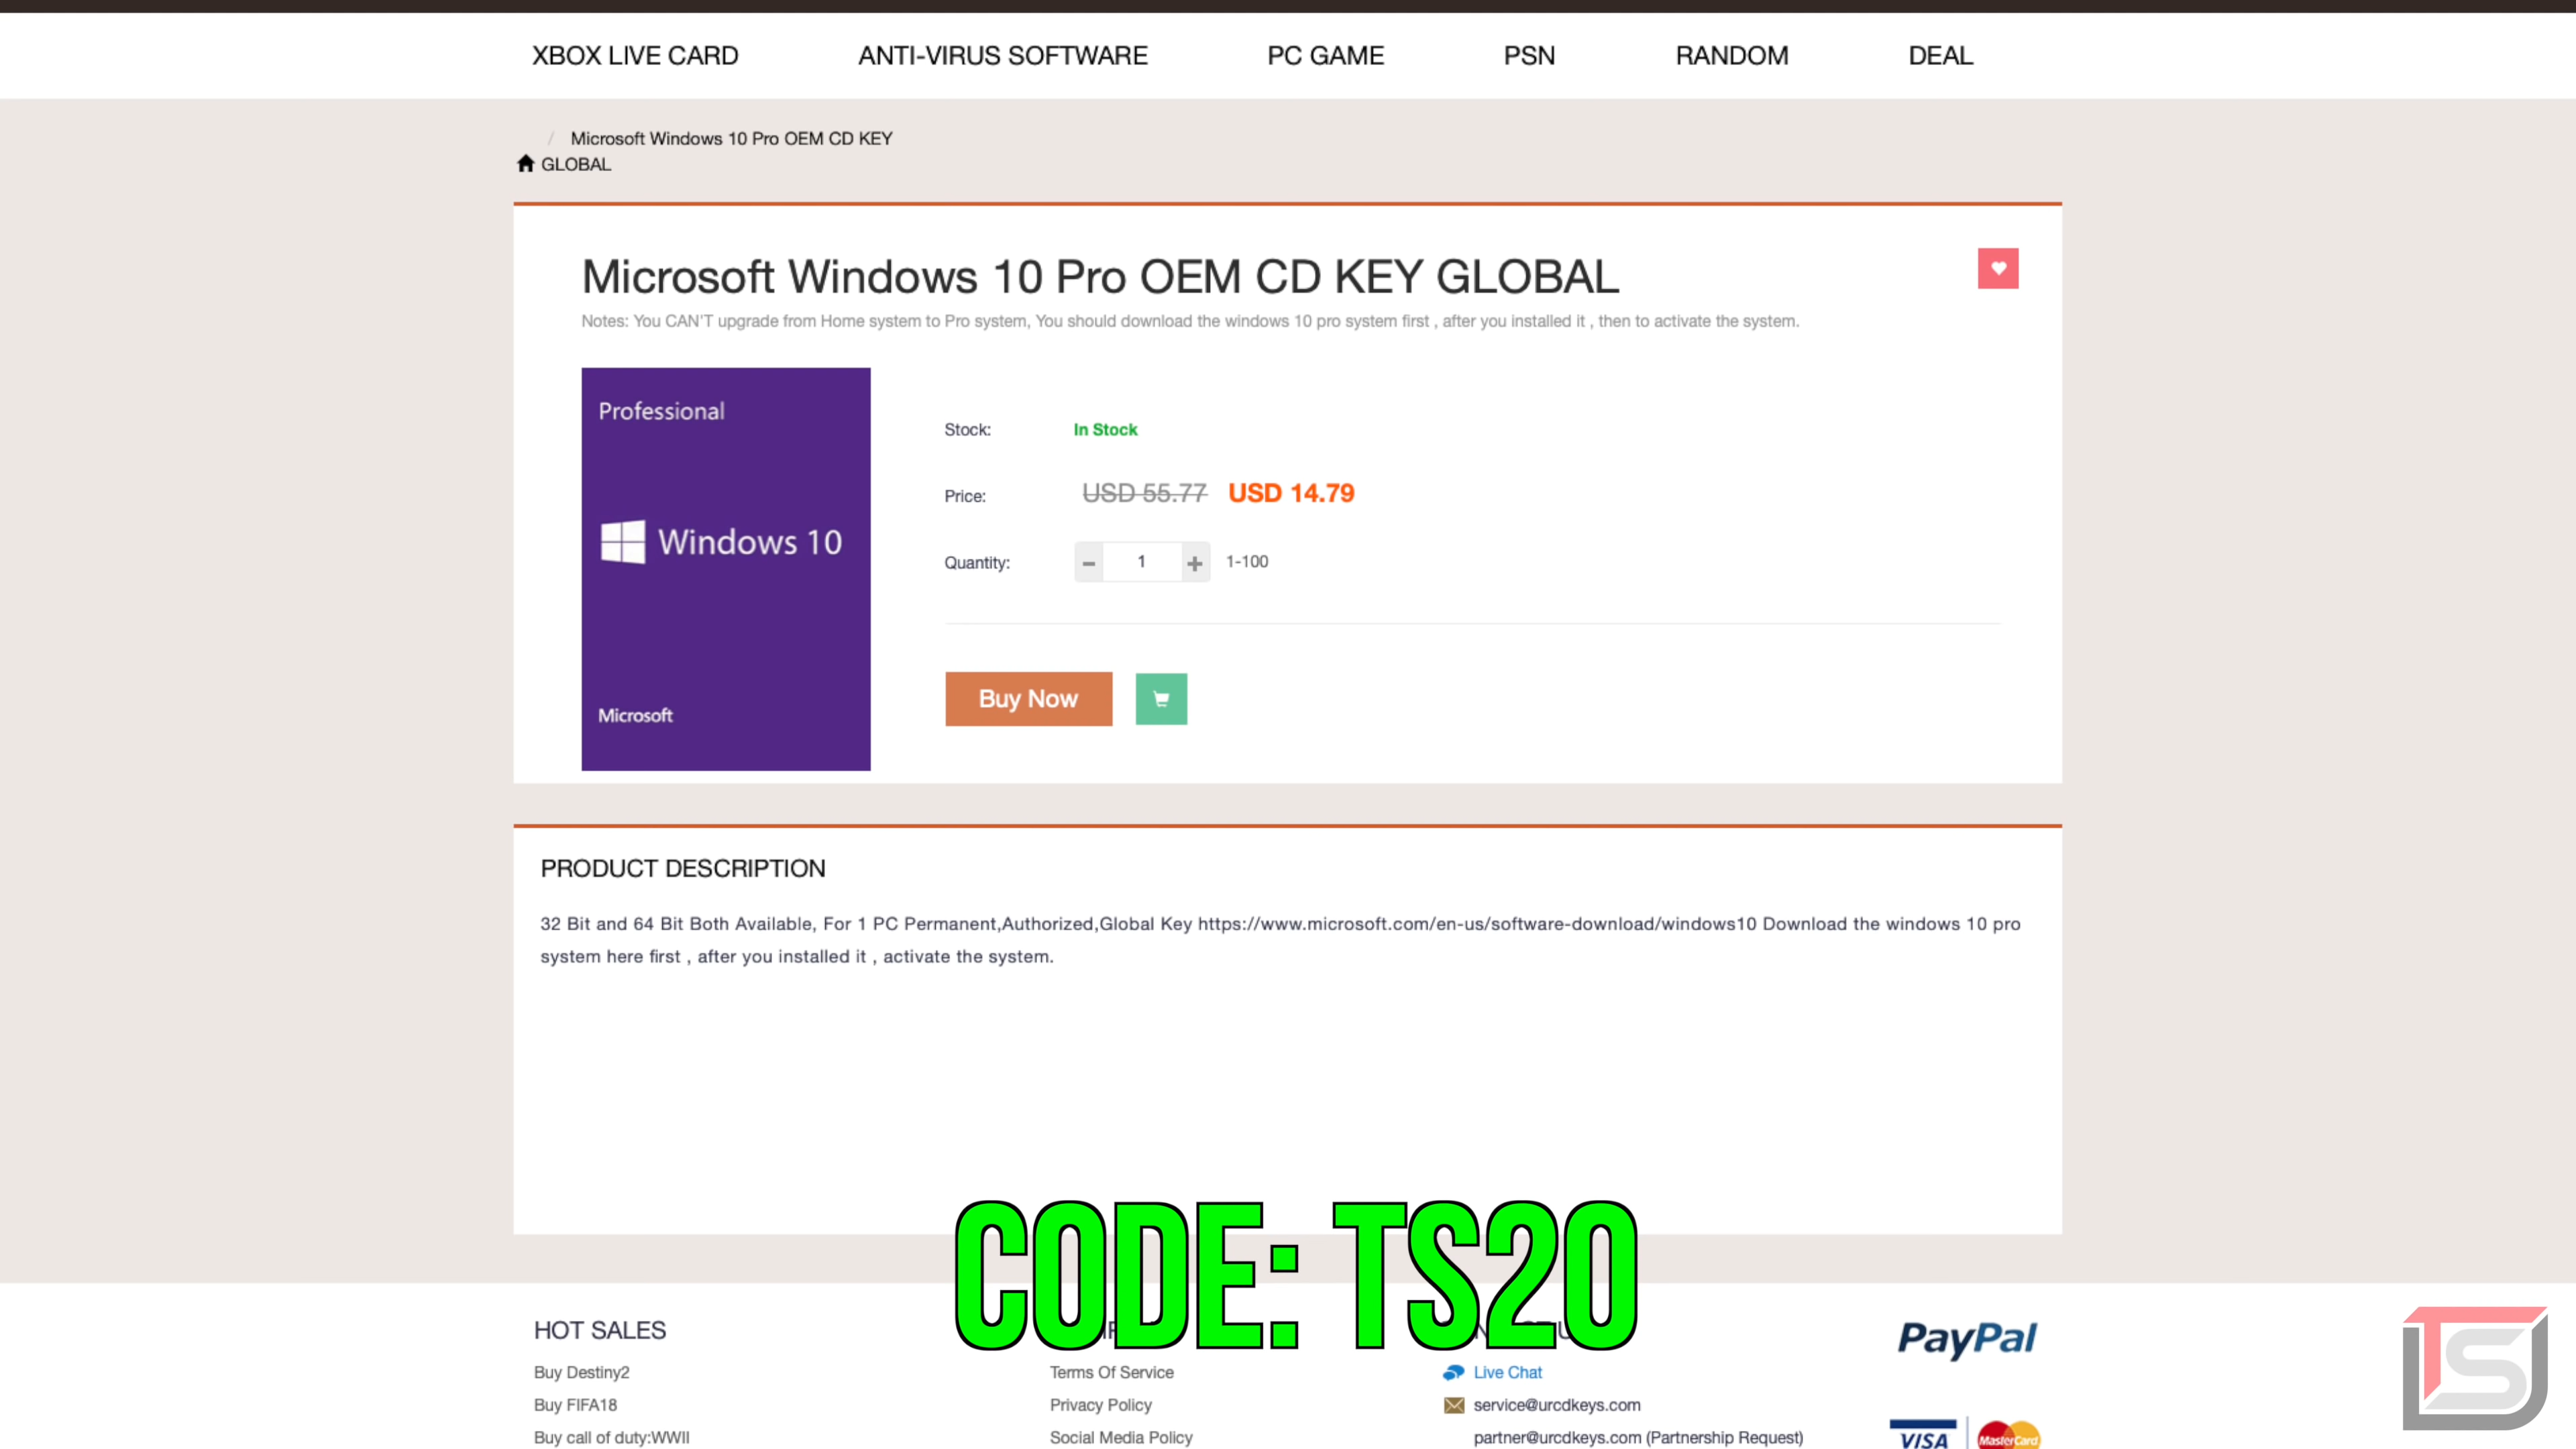 XBOX LIVE CARD ANTI-VIRUS SOFTWARE PC GAME PSN RANDOM DEAL
/ Microsoft Windows 10 Pro OEM CD KEY
GLOBAL
Microsoft Windows 10 Pro OEM CD KEY GLOBAL
Notes: You CAN'T upgrade from Home system to Pro system, You should download the windows 10 pro system first , after you installed it , then to activate the system.
Professional
Windows 10
Microsoft
Stock: In Stock
Price: USD 55.77 USD 14.79
Quantity: - 1 + 1-100
Buy Now
PRODUCT DESCRIPTION
32 Bit and 64 Bit Both Available, For 1 PC Permanent,Authorized,Global Key https://www.microsoft.com/en-us/software-download/windows10 Download the windows 10 pro
system here first , after you installed it , activate the system.
CODE: TS20
HOT SALES
Buy Destiny2
Buy FIFA18
Buy call of duty:WWII
Terms Of Service
Privacy Policy
Social Media Policy
Live Chat
service@urcdkeys.com
partner@urcdkeys.com (Partnership Request)
PayPal
VISA MasterCard
TS